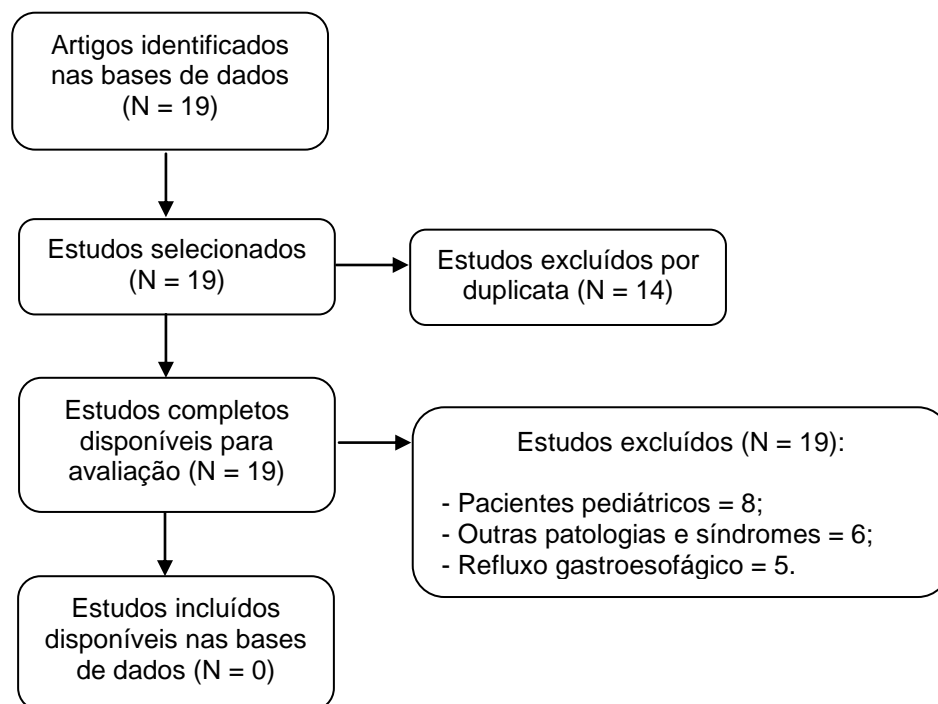 Artigos identificados
nas bases de dados
(N = 19)
Estudos selecionados
(N = 19)
Estudos excluídos por
duplicata (N = 14)
Estudos completos
disponíveis para
avaliação (N = 19)
Estudos excluídos (N = 19):
- Pacientes pediátricos = 8;
- Outras patologias e síndromes = 6;
- Refluxo gastroesofágico = 5.
Estudos incluídos
disponíveis nas bases
de dados (N = 0)